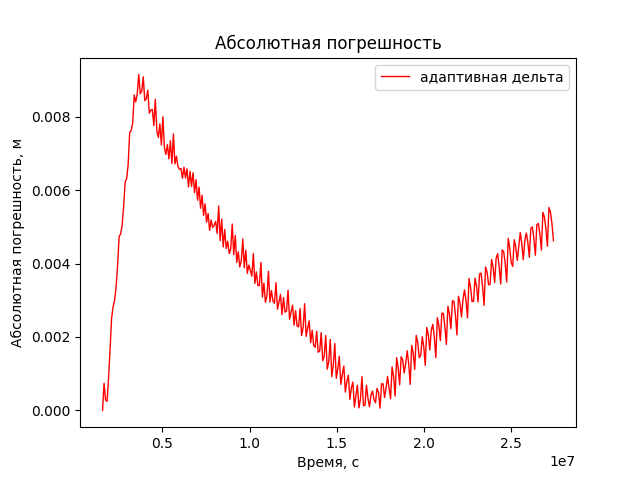 Абсолютная погрешность
адаптивная дельта
Абсолютная погрешность, м
0.008
0.006
0.004
0.002
0.000
0.5 1.0 1.5 2.0 2.5
1e7
Время, с